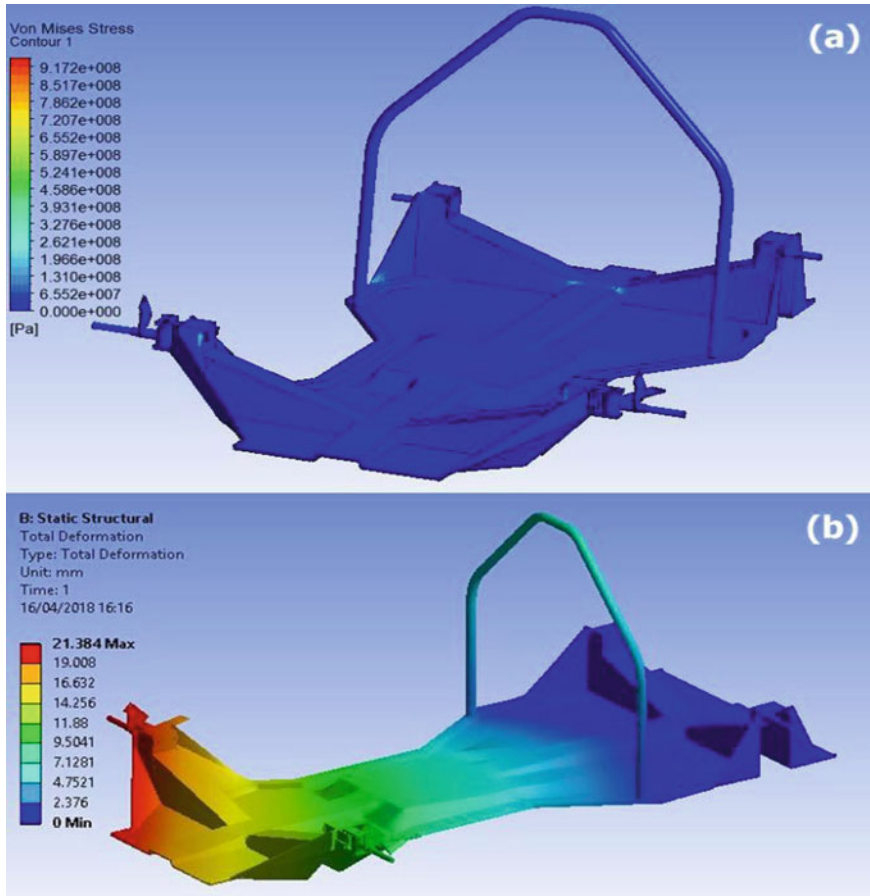 Von Mises Stress
Contour 1
(a)
9.172e+008
8.517e+008
7.862e+008
7.207e+008
6.552e+008
5.897e+008
5.241e+008
4.586e+008
3.931e+008
3.276e+008
2.621e+008
1.966e+008
1.310e+008
6.552e+007
0.000e+000
[Pa]
B: Static Structural
(b)
Total Deformation
Type: Total Deformation
Unit: mm
Time: 1
16/04/2018 16:16
21.384 Max
19.008
16.632
14.256
11.88
9.5041
7.1281
4.7521
2.376
0 Min